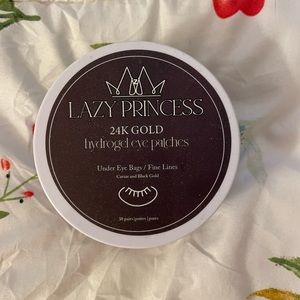 LAZY PRINCESS
24K GOLD
hydrogel eye patches
Under Eye Bags / Fine Lines
Caviar and Black Gold